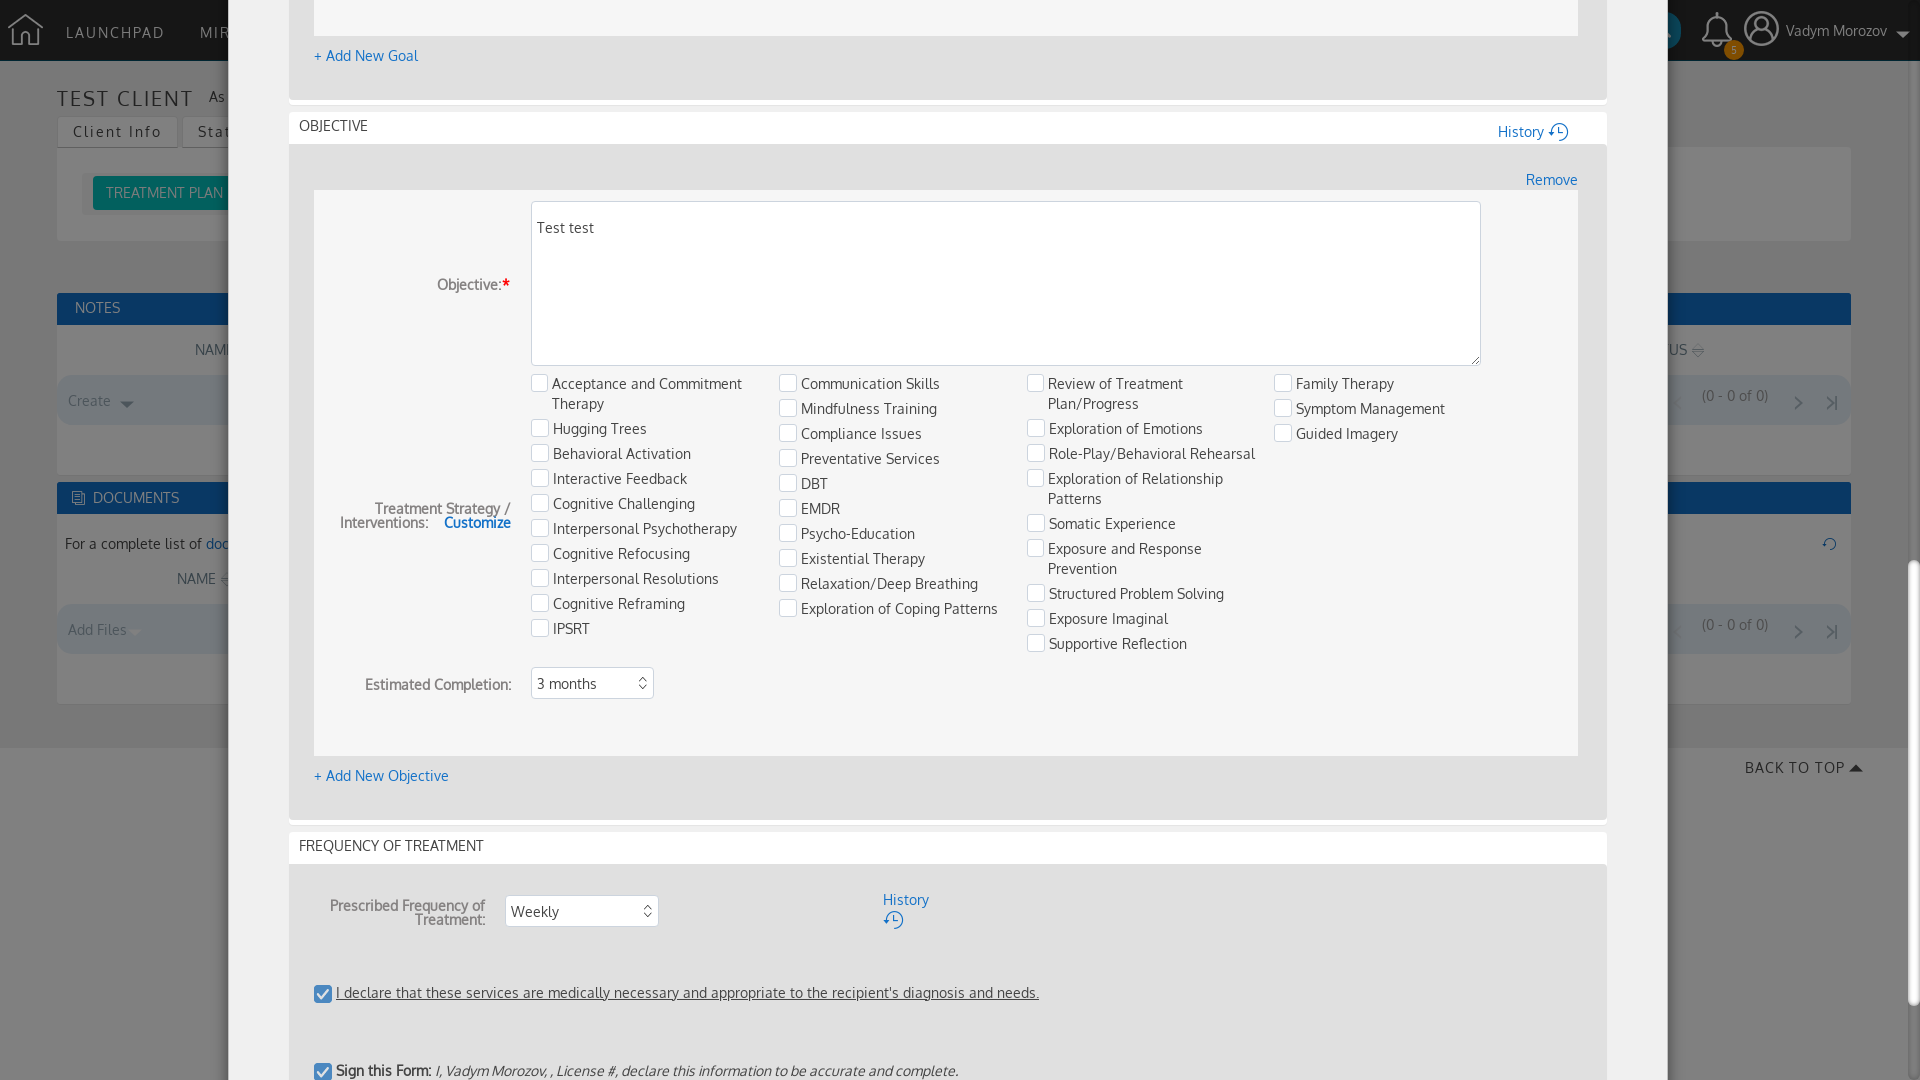 LAUNCHPAD
5
Vadym Morozov
+ Add New Goal
TEST CLIENT
Client Info
OBJECTIVE
History
TREATMENT PLAN
Remove
Test test
Objective:*
NOTES
Create
(0 - 0 of 0)
Acceptance and Commitment Therapy
Hugging Trees
Behavioral Activation
Interactive Feedback
Cognitive Challenging
Interpersonal Psychotherapy
Cognitive Refocusing
Interpersonal Resolutions
Cognitive Reframing
IPSRT
Communication Skills
Mindfulness Training
Compliance Issues
Preventative Services
DBT
EMDR
Psycho-Education
Existential Therapy
Relaxation/Deep Breathing
Exploration of Coping Patterns
Review of Treatment Plan/Progress
Exploration of Emotions
Role-Play/Behavioral Rehearsal
Exploration of Relationship Patterns
Somatic Experience
Exposure and Response Prevention
Structured Problem Solving
Exposure Imaginal
Supportive Reflection
Family Therapy
Symptom Management
Guided Imagery
Treatment Strategy /
Interventions: Customize
DOCUMENTS
For a complete list of
NAME
Add Files
(0 - 0 of 0)
Estimated Completion: 3 months
+ Add New Objective
BACK TO TOP
FREQUENCY OF TREATMENT
Prescribed Frequency of
Treatment:
Weekly
History
I declare that these services are medically necessary and appropriate to the recipient's diagnosis and needs.
Sign this Form: I, Vadym Morozov, , License #, declare this information to be accurate and complete.